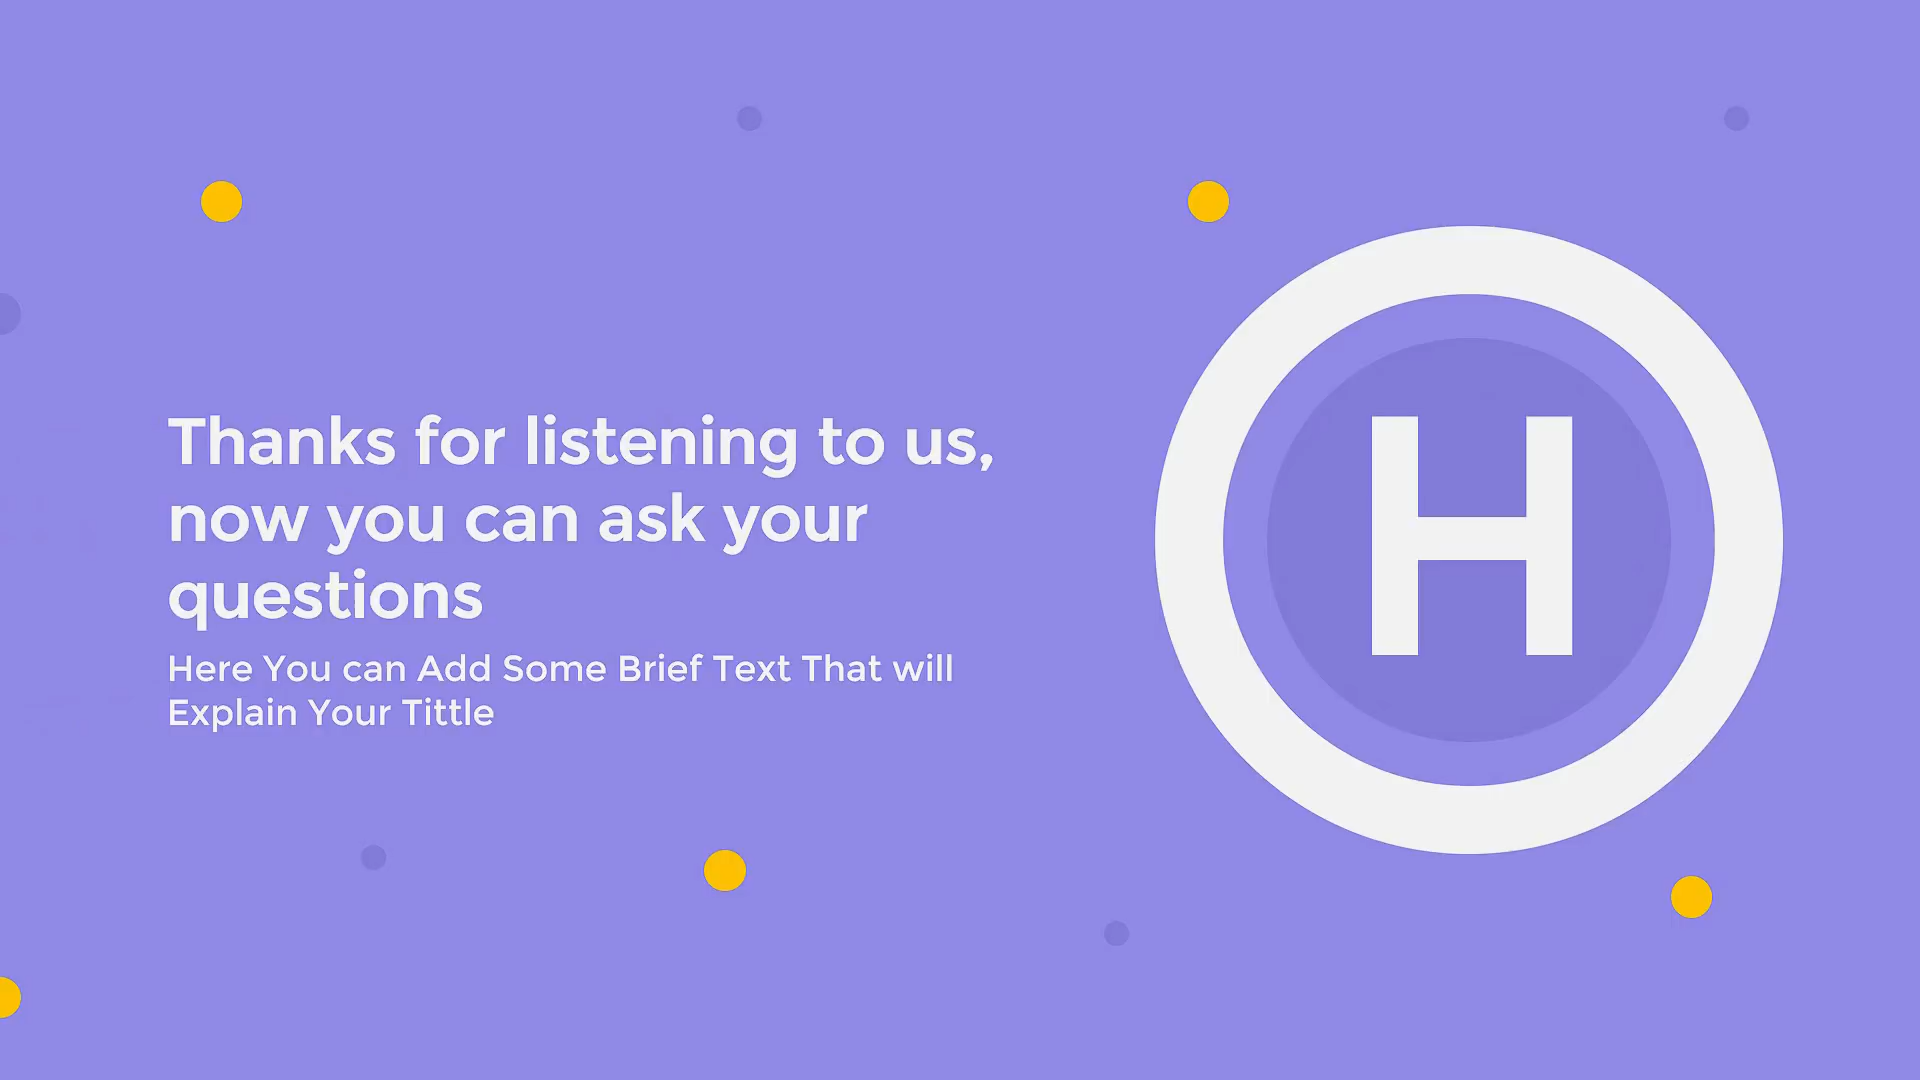 Thanks for listening to us,
now you can ask your
questions
Here You can Add Some Brief Text That will
Explain Your Tittle
H